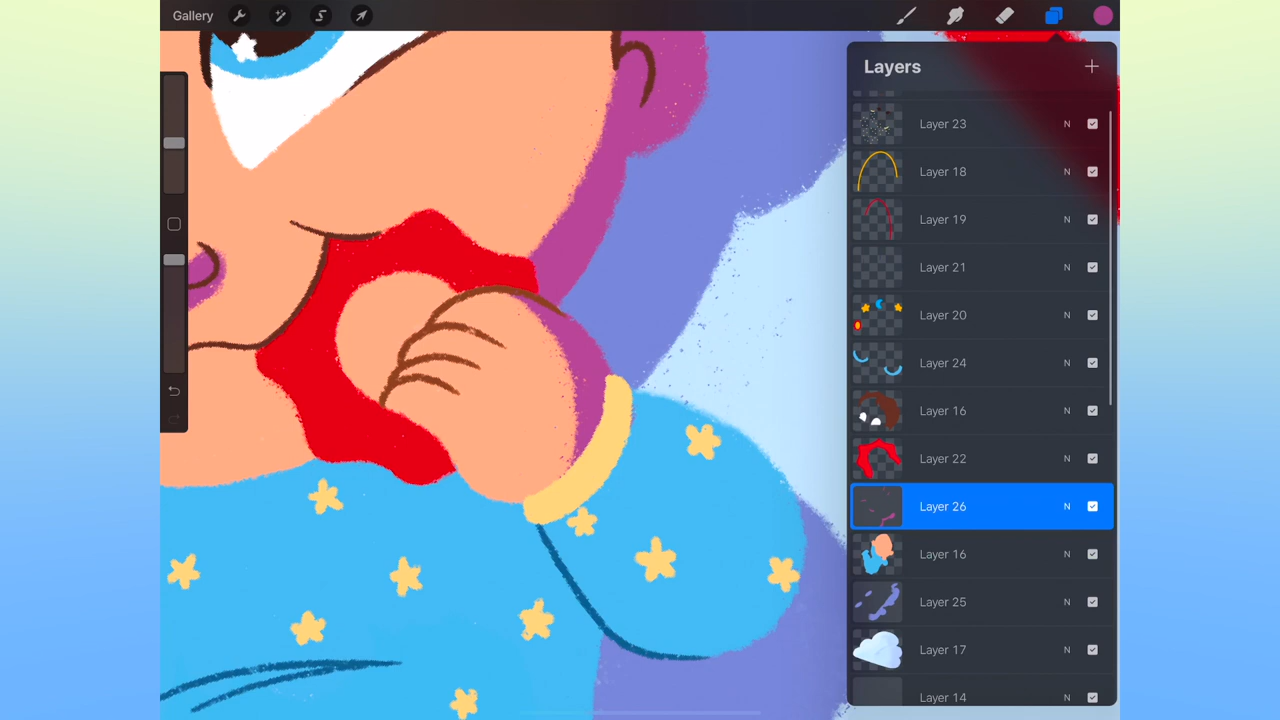 Gallery
Layers
Layer 23 N
Layer 18 N
Layer 19 N
Layer 21 N
Layer 20 N
Layer 24 N
Layer 16 N
Layer 22 N
Layer 26 N
Layer 16 N
Layer 25 N
Layer 17 N
Layer 14 N